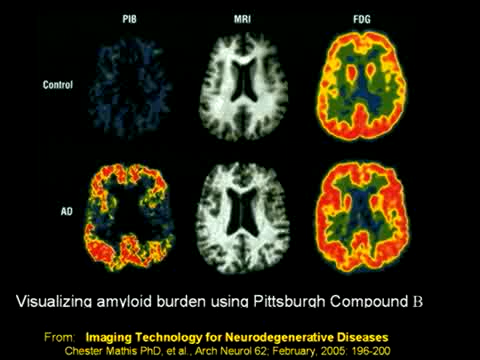 PIB MRI FDG
Control
AD
Visualizing amyloid burden using Pittsburgh Compound B
From: Imaging Technology for Neurodegenerative Diseases
Chester Mathis PhD, et al., Arch Neurol 62; February, 2005: 196-200